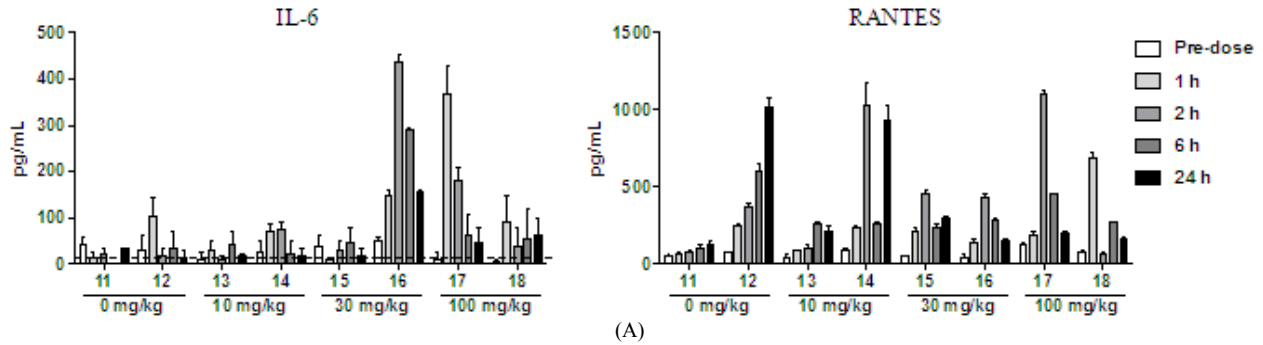 IL-6
500
400
300
200
100
0
pg/mL
11 12 13 14 15 16 17 18
0 mg/kg 10 mg/kg 30 mg/kg 100 mg/kg
RANTES
1500
1000
500
0
pg/mL
11 12 13 14 15 16 17 18
0 mg/kg 10 mg/kg 30 mg/kg 100 mg/kg
Pre-dose
1 h
2 h
6 h
24 h
(A)